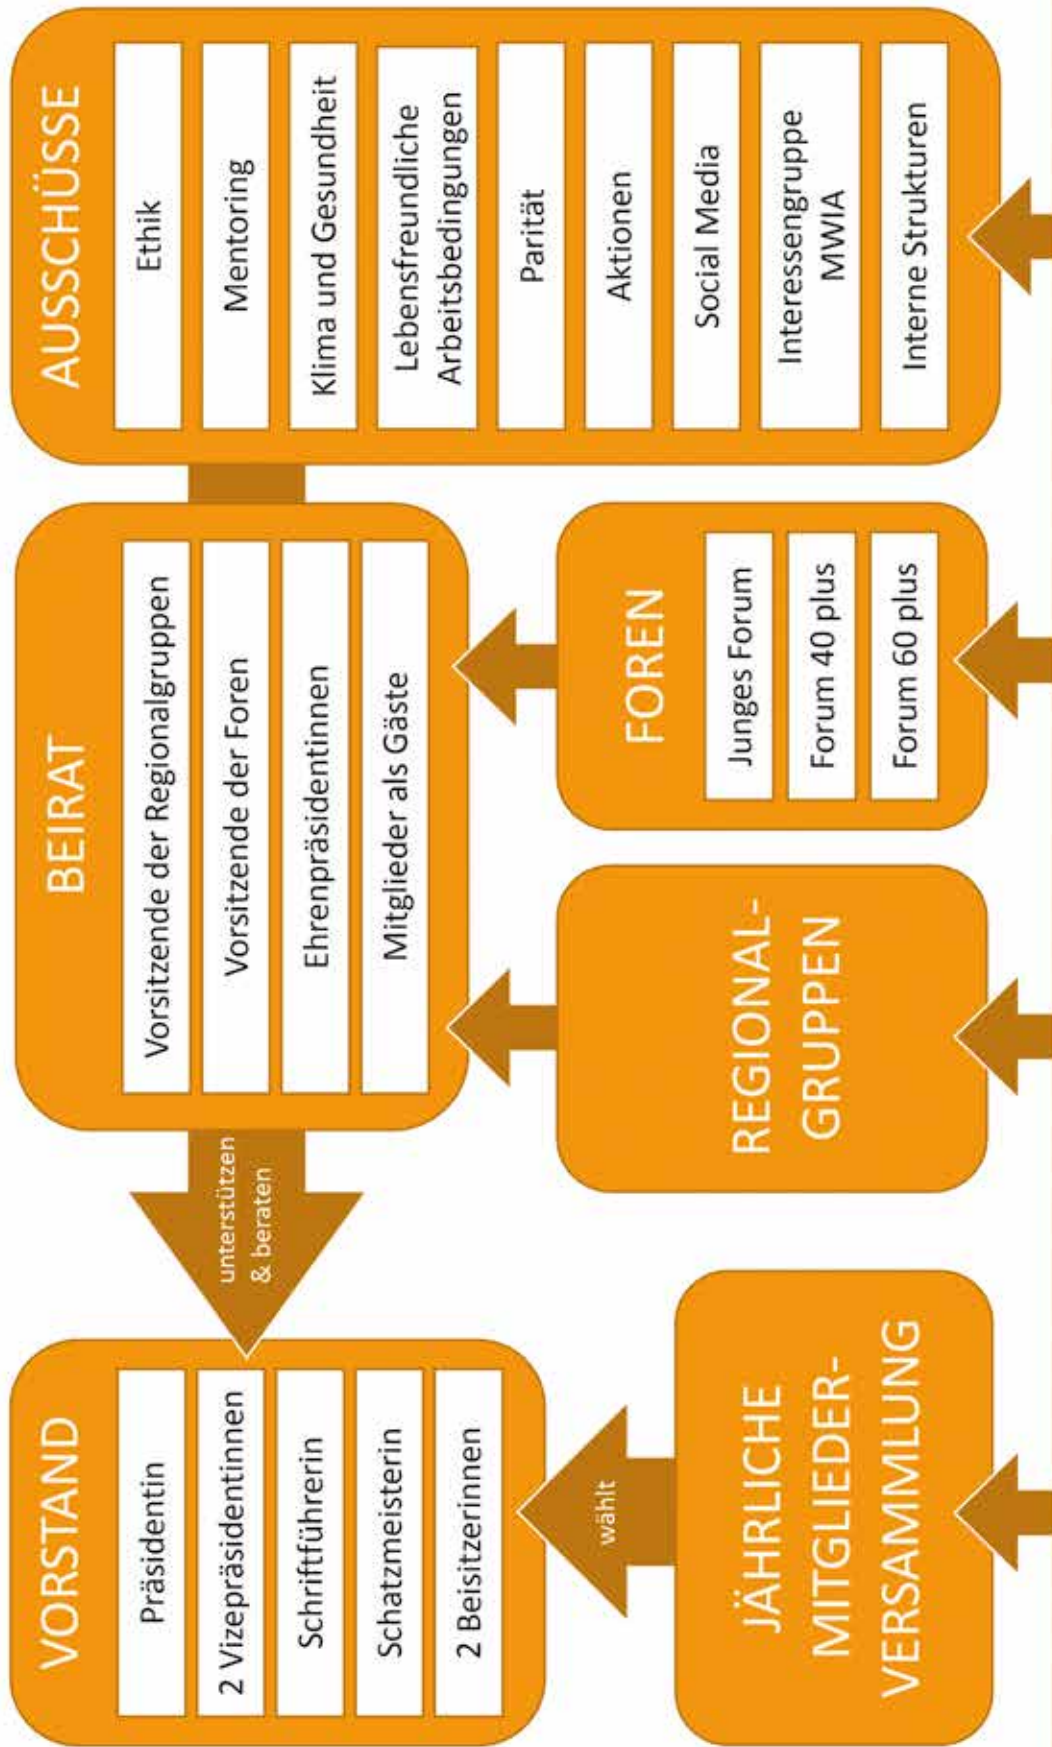 VORSTAND
Präsidentin
2 Vizepräsidentinnen
Schriftführerin
Schatzmeisterin
2 Beisitzerinnen
unterstützen
& beraten
BEIRAT
Vorsitzende der Regionalgruppen
Vorsitzende der Foren
Ehrenpräsidentinnen
Mitglieder als Gäste
AUSSCHÜSSE
Ethik
Mentoring
Klima und Gesundheit
Lebensfreundliche
Arbeitsbedingungen
Parität
Aktionen
Social Media
Interessengruppe
MWIA
Interne Strukturen
wählt
JÄHRLICHE
MITGLIEDER-
VERSAMMLUNG
REGIONAL-
GRUPPEN
FOREN
Junges Forum
Forum 40 plus
Forum 60 plus